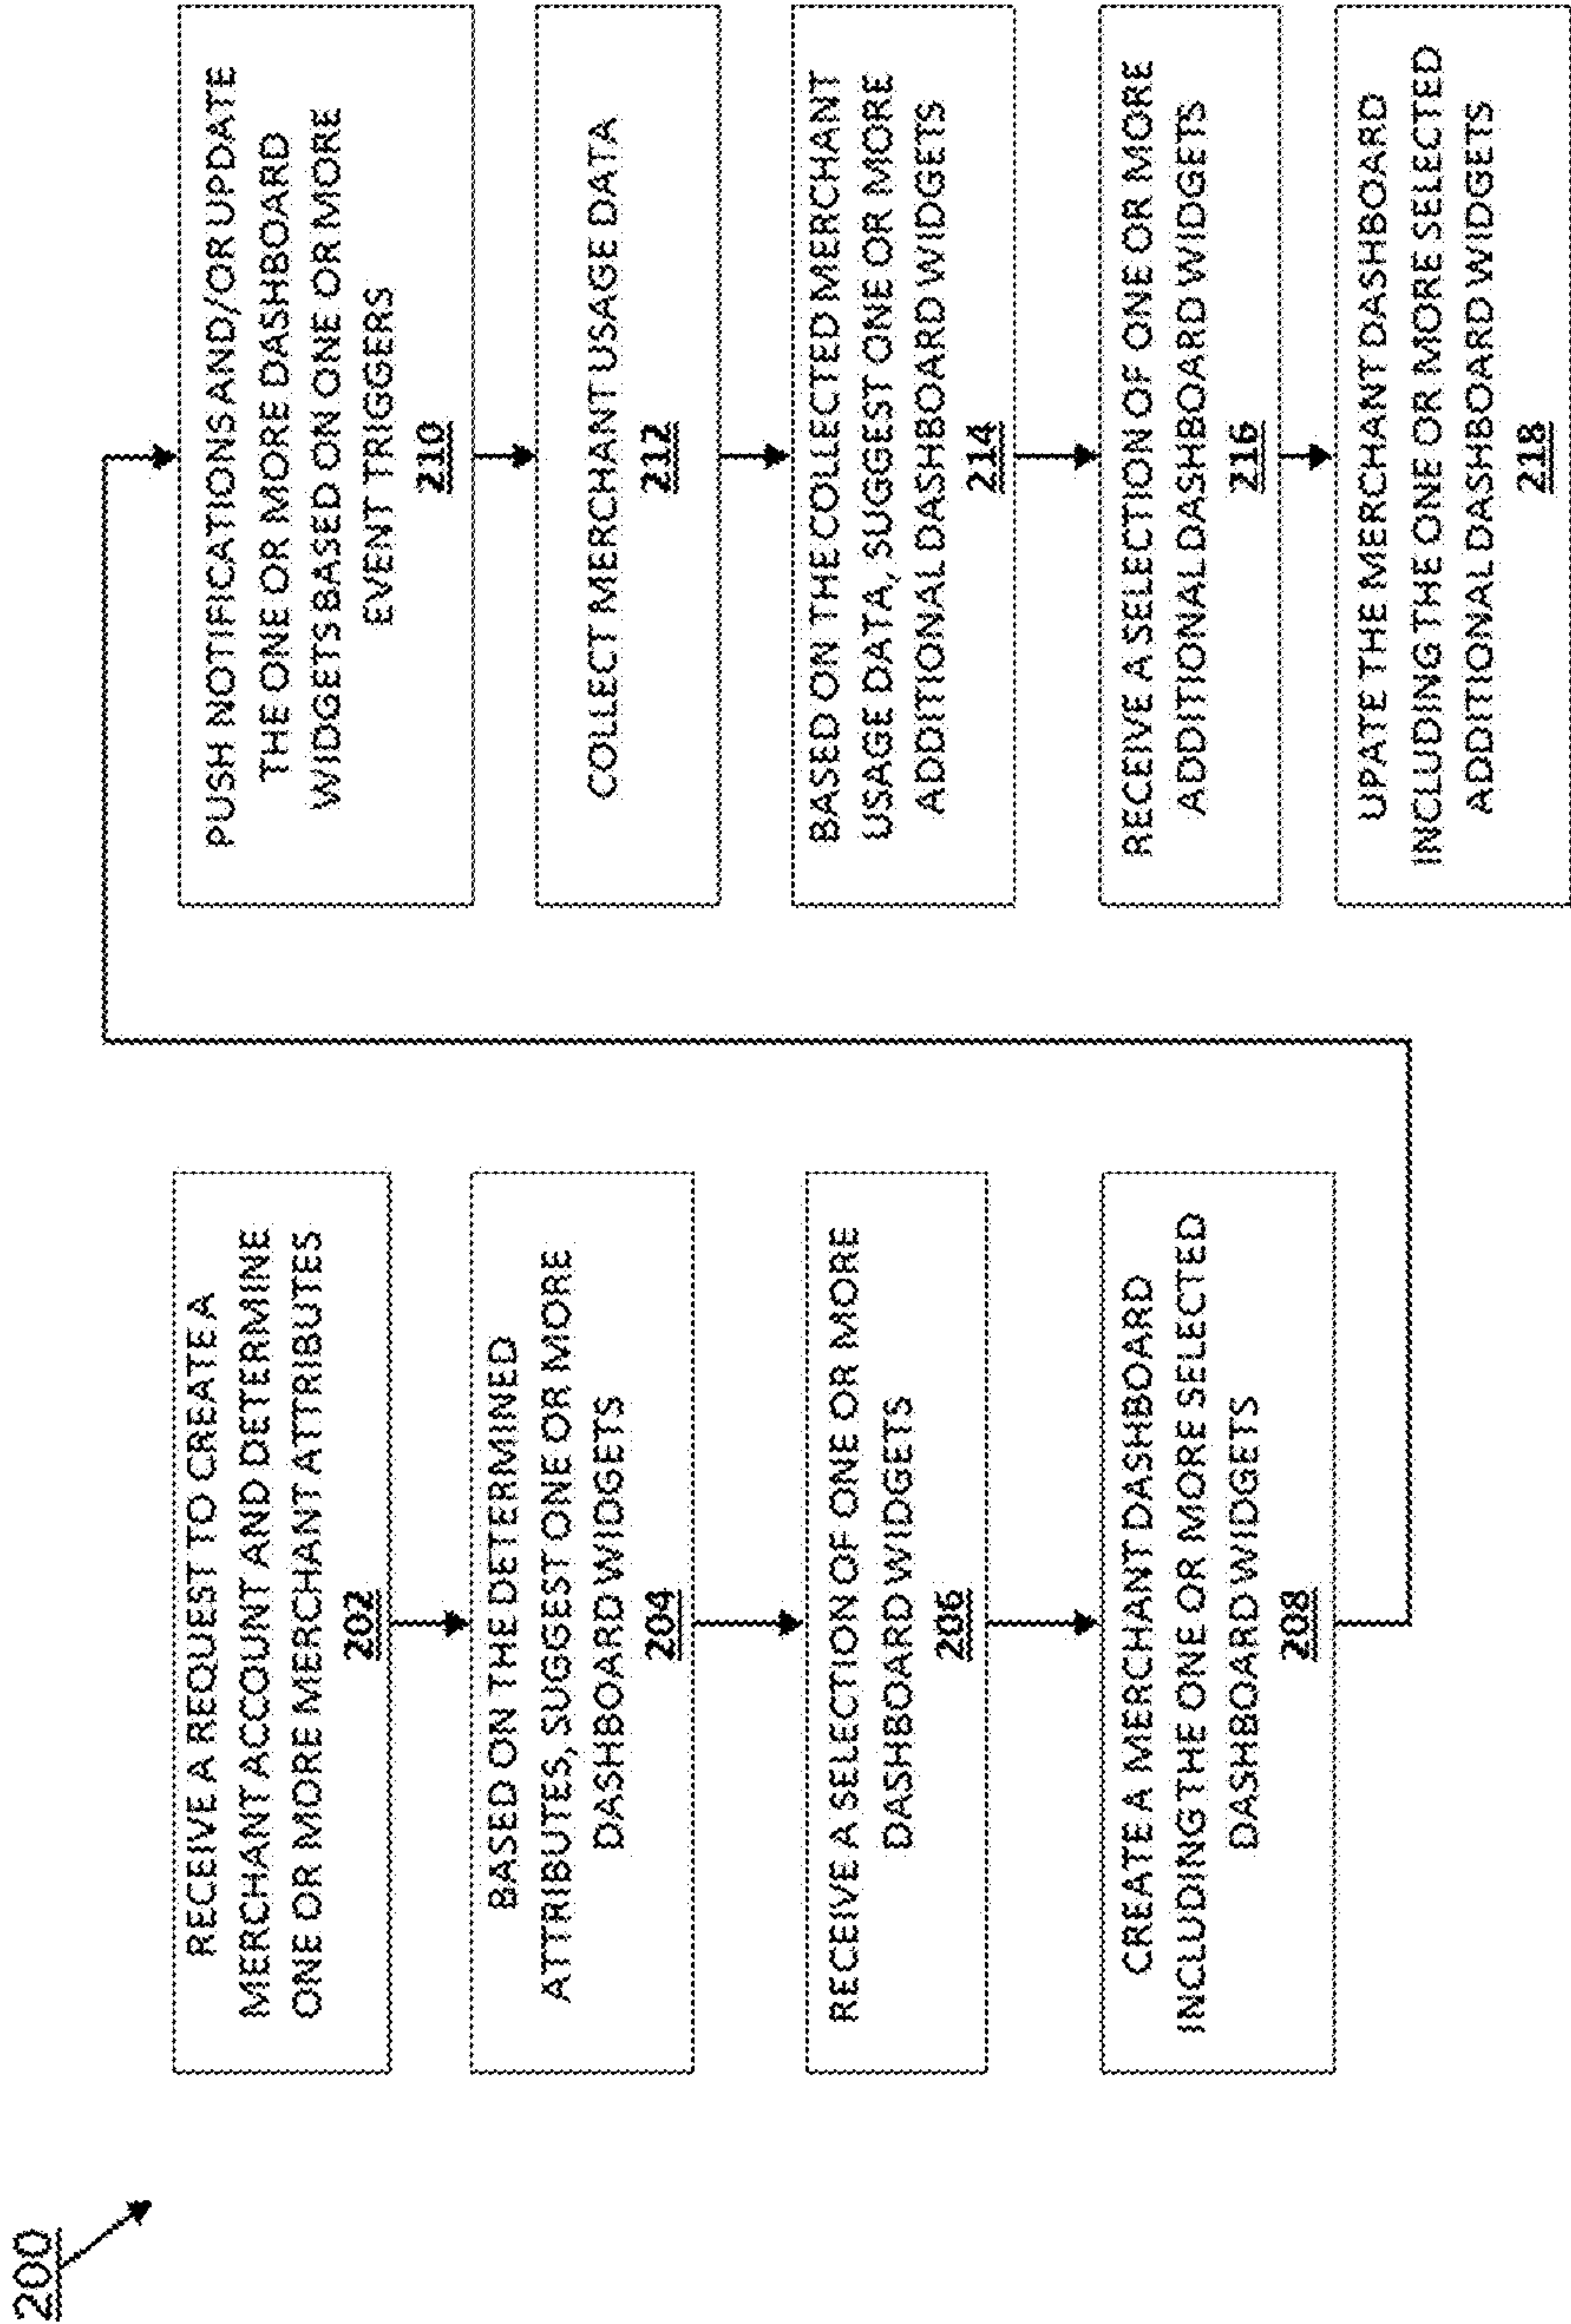 200
RECEIVE A REQUEST TO CREATE A
MERCHANT ACCOUNT AND DETERMINE
ONE OR MORE MERCHANT ATTRIBUTES
202
BASED ON THE DETERMINED
ATTRIBUTES, SUGGEST ONE OR MORE
DASHBOARD WIDGETS
204
RECEIVE A SELECTION OF ONE OR MORE
DASHBOARD WIDGETS
206
CREATE A MERCHANT DASHBOARD
INCLUDING THE ONE OR MORE SELECTED
DASHBOARD WIDGETS
208
PUSH NOTIFICATIONS AND/OR UPDATE
THE ONE OR MORE DASHBOARD
WIDGETS BASED ON ONE OR MORE
EVENT TRIGGERS
210
COLLECT MERCHANT USAGE DATA
212
BASED ON THE COLLECTED MERCHANT
USAGE DATA, SUGGEST ONE OR MORE
ADDITIONAL DASHBOARD WIDGETS
214
RECEIVE A SELECTION OF ONE OR MORE
ADDITIONAL DASHBOARD WIDGETS
216
UPATE THE MERCHANT DASHBOARD
INCLUDING THE ONE OR MORE SELECTED
ADDITIONAL DASHBOARD WIDGETS
218